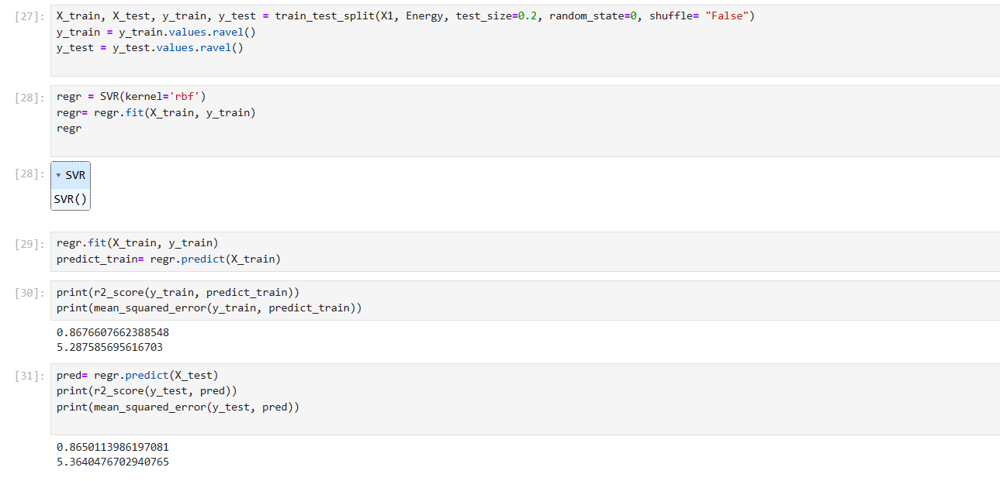 [27]: X_train, X_test, y_train, y_test = train_test_split(X1, Energy, test_size=0.2, random_state=0, shuffle= "False")
y_train = y_train.values.ravel()
y_test = y_test.values.ravel()
[28]: regr = SVR(kernel='rbf')
regr= regr.fit(X_train, y_train)
regr
[28]: ▾ SVR
SVR()
[29]: regr.fit(X_train, y_train)
predict_train= regr.predict(X_train)
[30]: print(r2_score(y_train, predict_train))
print(mean_squared_error(y_train, predict_train))
0.8676607662388548
5.287585695616703
[31]: pred= regr.predict(X_test)
print(r2_score(y_test, pred))
print(mean_squared_error(y_test, pred))
0.8650113986197081
5.3640476702940765